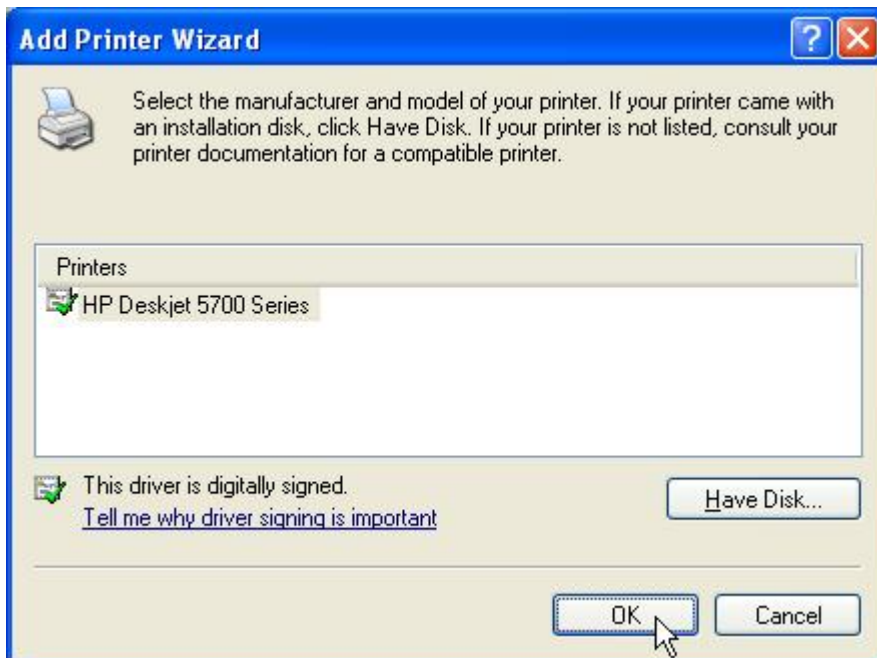 Add Printer Wizard
Select the manufacturer and model of your printer. If your printer came with
an installation disk, click Have Disk. If your printer is not listed, consult your
printer documentation for a compatible printer.
Printers
HP Deskjet 5700 Series
This driver is digitally signed.
Tell me why driver signing is important
Have Disk...
OK
Cancel